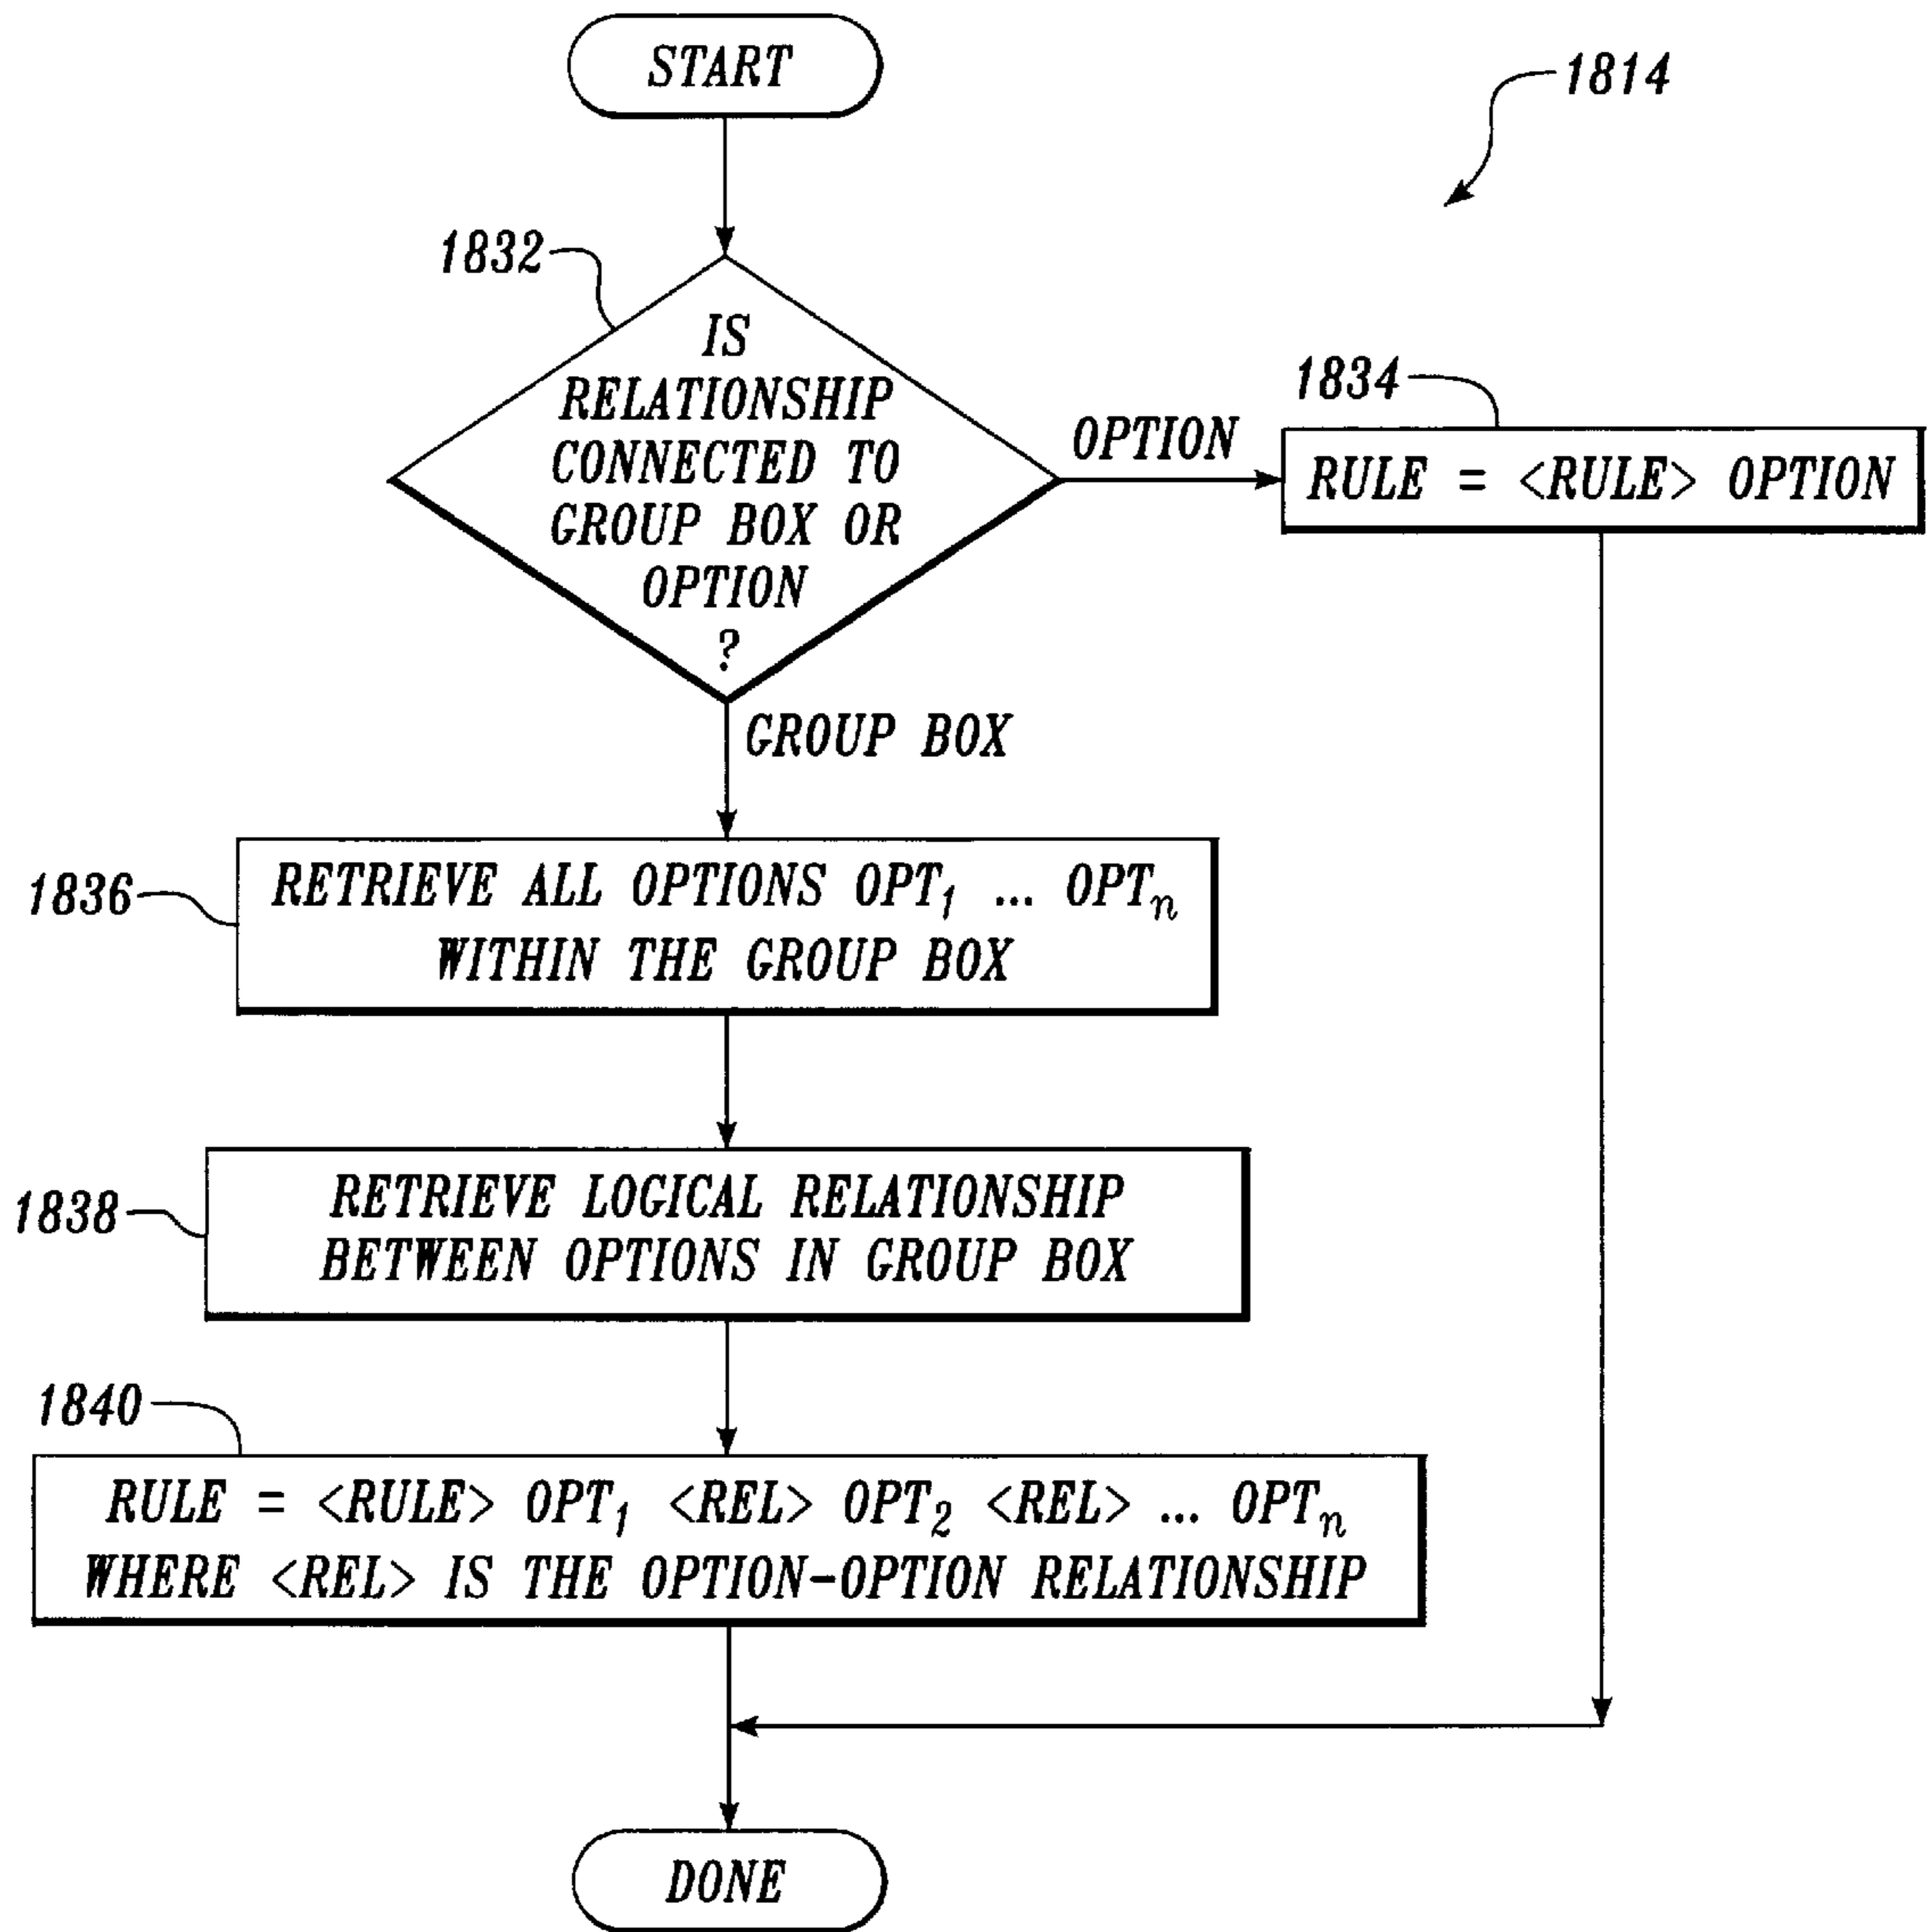 START
1814
1832
IS
RELATIONSHIP
CONNECTED TO
GROUP BOX OR
OPTION
?
OPTION
1834
RULE = <RULE> OPTION
GROUP BOX
1836
RETRIEVE ALL OPTIONS OPT₁ ... OPTₙ
WITHIN THE GROUP BOX
1838
RETRIEVE LOGICAL RELATIONSHIP
BETWEEN OPTIONS IN GROUP BOX
1840
RULE = <RULE> OPT₁ <REL> OPT₂ <REL> ... OPTₙ
WHERE <REL> IS THE OPTION-OPTION RELATIONSHIP
DONE